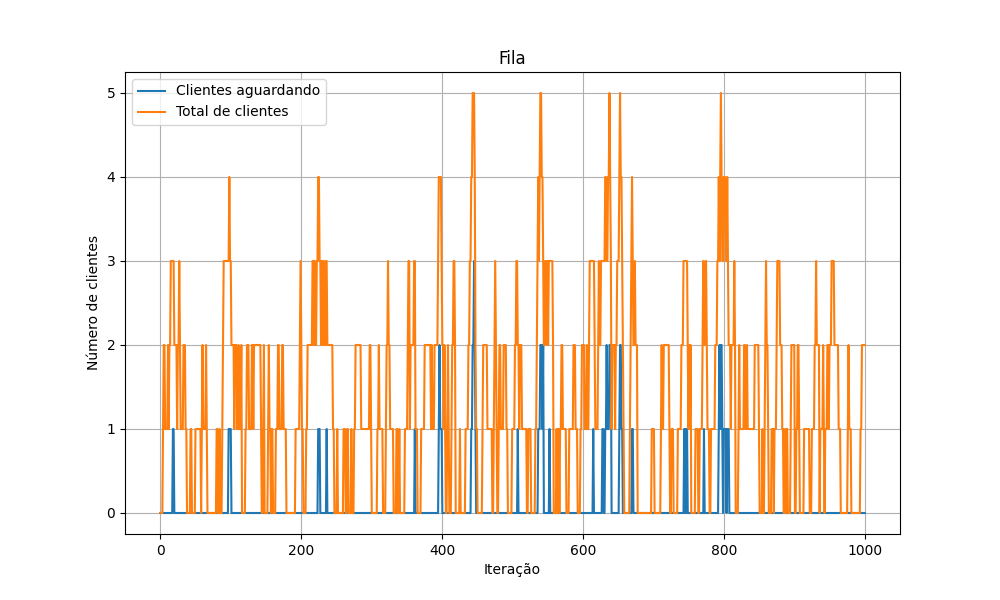 Fila
Clientes aguardando
Total de clientes
5
4
3
2
1
0
Número de clientes
0 200 400 600 800 1000
Iteração